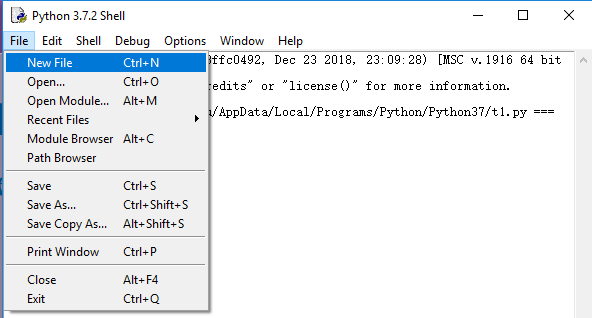 Python 3.7.2 Shell
File Edit Shell Debug Options Window Help
New File Ctrl+N
Open... Ctrl+O
Open Module... Alt+M
Recent Files
Module Browser Alt+C
Path Browser
Save Ctrl+S
Save As... Ctrl+Shift+S
Save Copy As... Alt+Shift+S
Print Window Ctrl+P
Close Alt+F4
Exit Ctrl+Q
ffc0492, Dec 23 2018, 23:09:28) [MSC v.1916 64 bit
redits" or "license()" for more information.
/AppData/Local/Programs/Python/Python37/t1.py ===